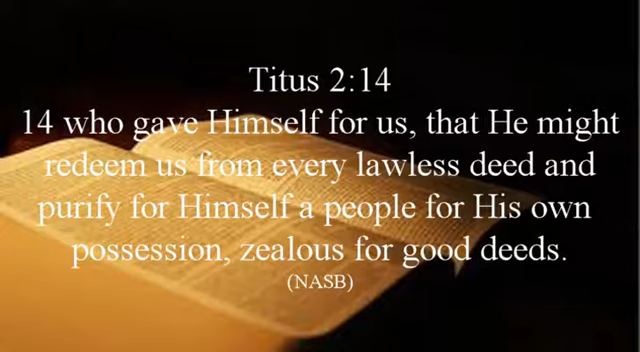 Titus 2:14
14 who gave Himself for us, that He might
redeem us from every lawless deed and
purify for Himself a people for His own
possession, zealous for good deeds.
(NASB)